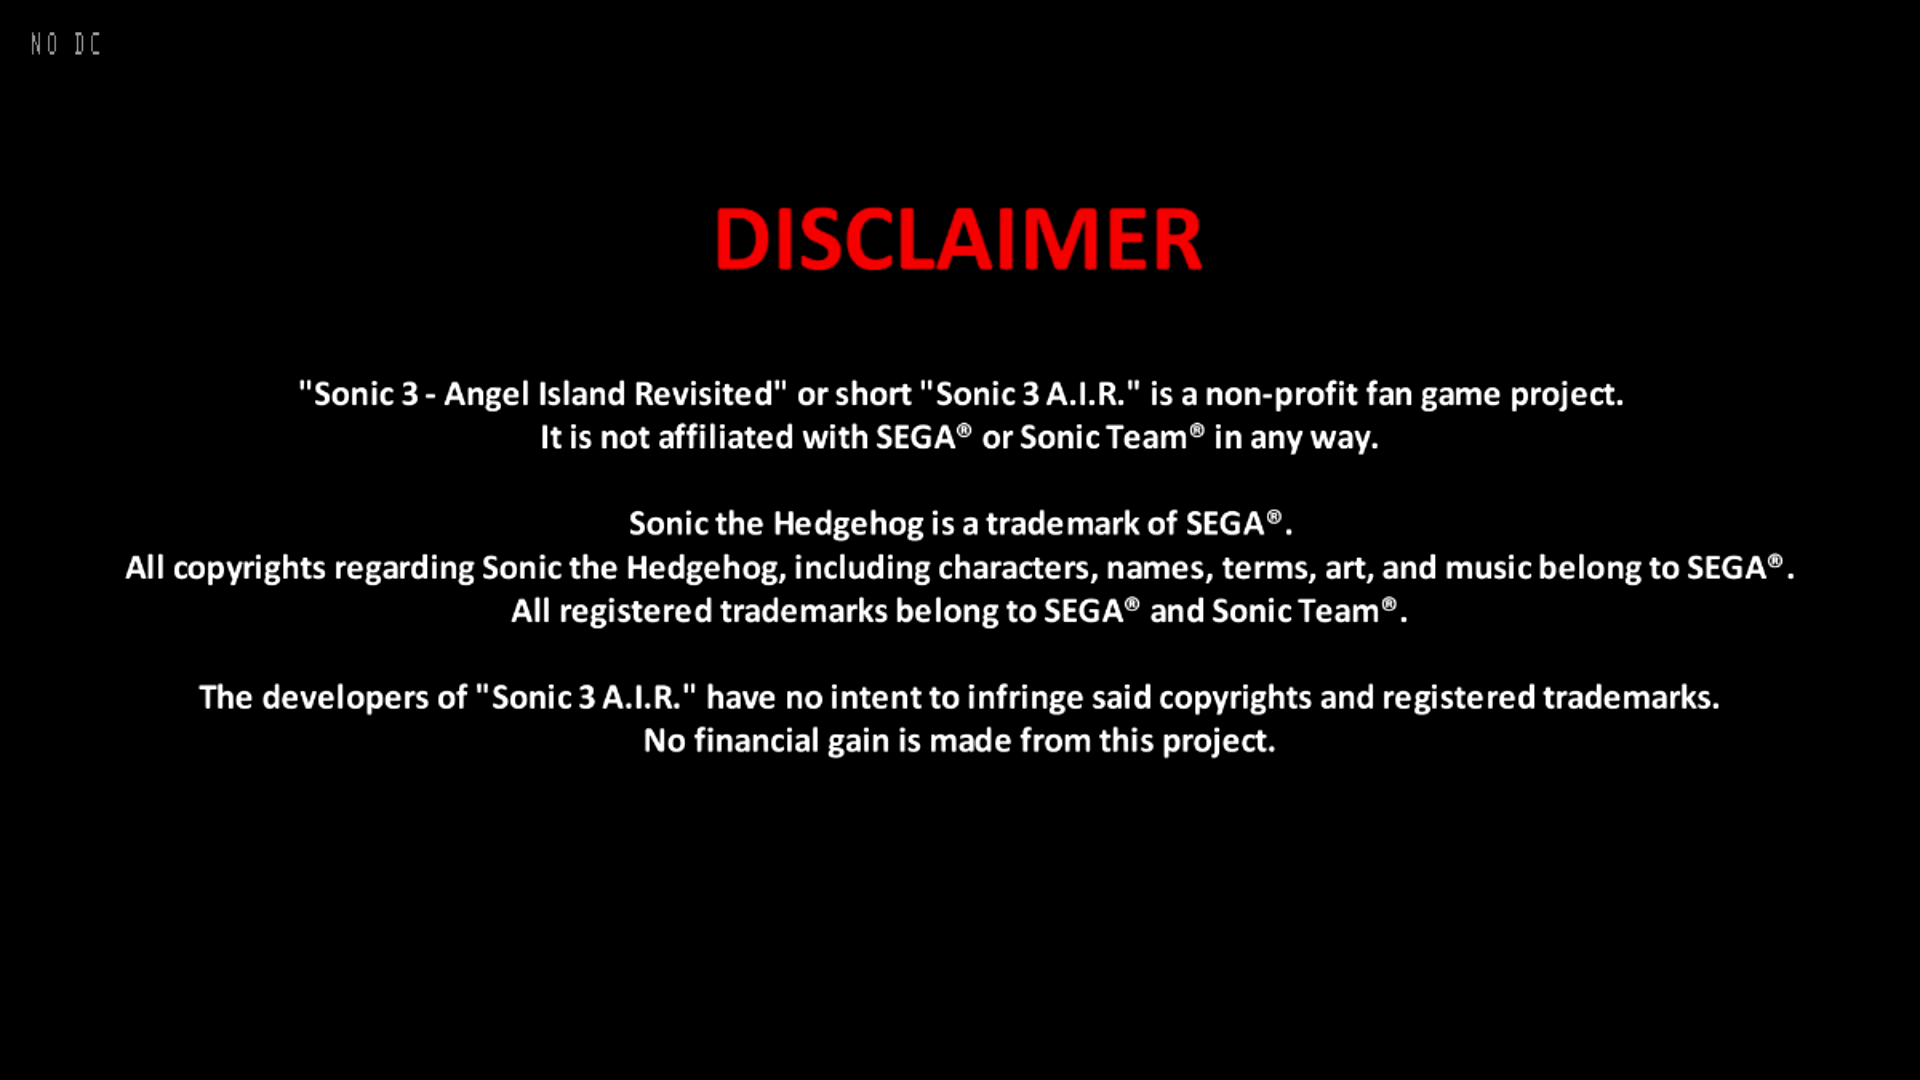 NO DC
DISCLAIMER
"Sonic 3 - Angel Island Revisited" or short "Sonic 3 A.I.R." is a non-profit fan game project.
It is not affiliated with SEGA® or Sonic Team® in any way.
Sonic the Hedgehog is a trademark of SEGA®.
All copyrights regarding Sonic the Hedgehog, including characters, names, terms, art, and music belong to SEGA®.
All registered trademarks belong to SEGA® and Sonic Team®.
The developers of "Sonic 3 A.I.R." have no intent to infringe said copyrights and registered trademarks.
No financial gain is made from this project.